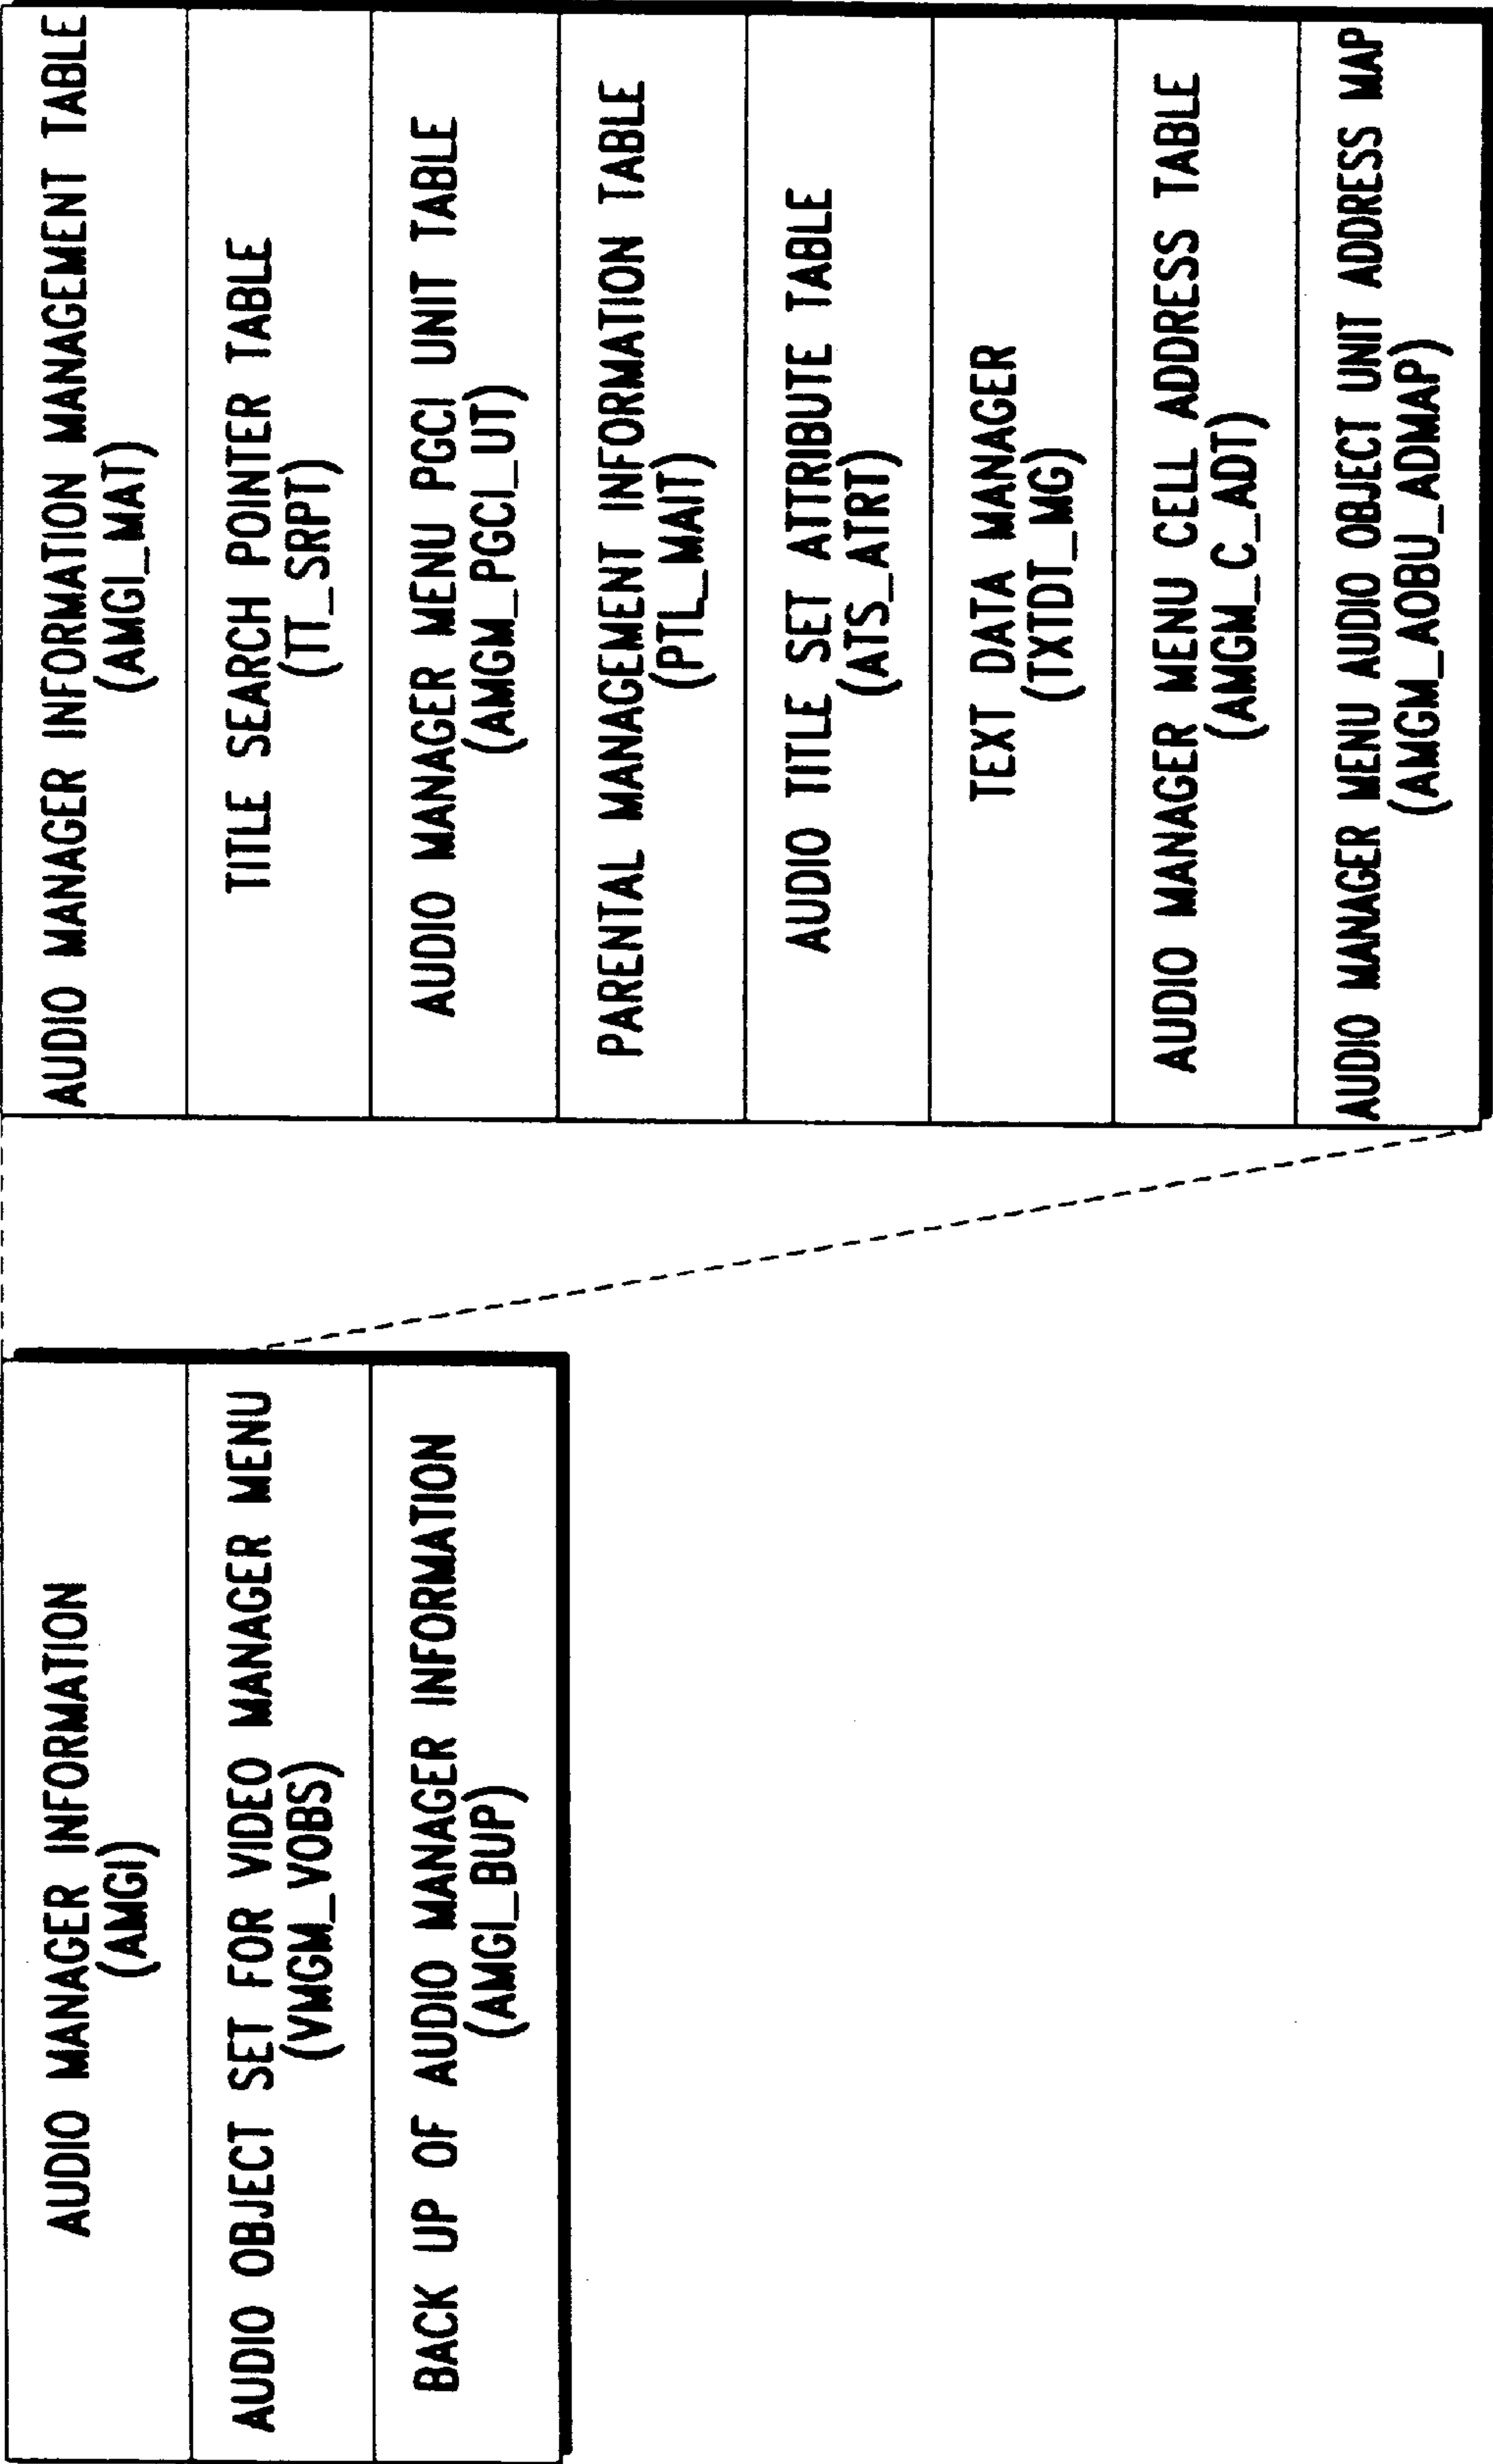 AUDIO MANAGER INFORMATION
(AMGI)
AUDIO OBJECT SET FOR VIDEO MANAGER MENU
(VMGM_VOBS)
BACK UP OF AUDIO MANAGER INFORMATION
(AMGI_BUP)
AUDIO MANAGER INFORMATION MANAGEMENT TABLE
(AMGI_MAT)
TITLE SEARCH POINTER TABLE
(TT_SRPT)
AUDIO MANAGER MENU PGCI UNIT TABLE
(AMGM_PGCI_UT)
PARENTAL MANAGEMENT INFORMATION TABLE
(PTL_MAIT)
AUDIO TITLE SET ATTRIBUTE TABLE
(ATS_ATRT)
TEXT DATA MANAGER
(TXTDT_MG)
AUDIO MANAGER MENU CELL ADDRESS TABLE
(AMGM_C_ADT)
AUDIO MANAGER MENU AUDIO OBJECT UNIT ADDRESS MAP
(AMGM_AOBU_ADMAP)